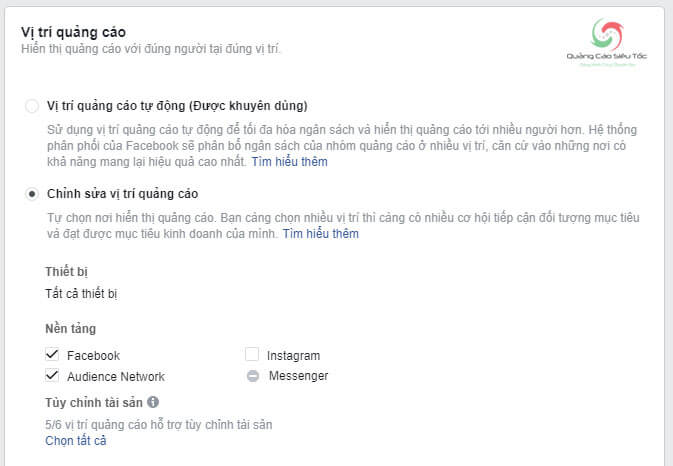 Vị trí quảng cáo
Hiển thị quảng cáo với đúng người tại đúng vị trí.
Quảng Cáo Siêu Tốc
Vị trí quảng cáo tự động (Được khuyên dùng)
Sử dụng vị trí quảng cáo tự động để tối đa hóa ngân sách và hiển thị quảng cáo tới nhiều người hơn. Hệ thống
phân phối của Facebook sẽ phân bổ ngân sách của nhóm quảng cáo ở nhiều vị trí, căn cứ vào những nơi có
khả năng mang lại hiệu quả cao nhất. Tìm hiểu thêm
Chỉnh sửa vị trí quảng cáo
Tự chọn nơi hiển thị quảng cáo. Bạn càng chọn nhiều vị trí thì càng có nhiều cơ hội tiếp cận đối tượng mục tiêu
và đạt được mục tiêu kinh doanh của mình. Tìm hiểu thêm
Thiết bị
Tất cả thiết bị
Nền tảng
Facebook
Instagram
Audience Network
Messenger
Tùy chỉnh tài sản
5/6 vị trí quảng cáo hỗ trợ tùy chỉnh tài sản
Chọn tất cả